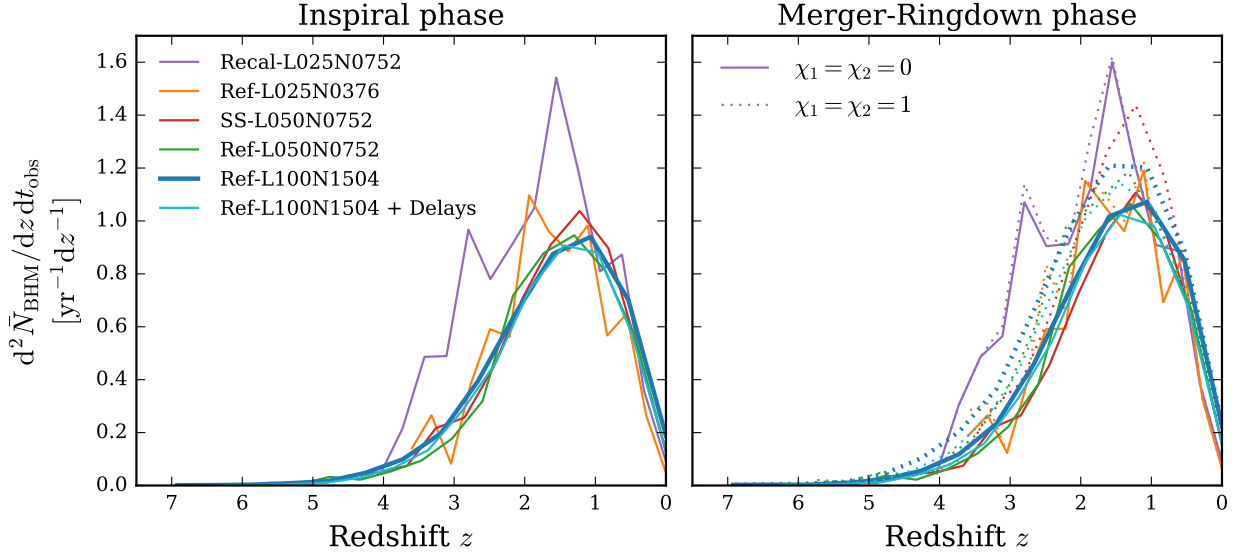 Inspiral phase
Merger-Ringdown phase
d² N̄_BHM/dz dt_obs
[yr⁻¹dz⁻¹]
1.6
1.4
1.2
1.0
0.8
0.6
0.4
0.2
0.0
Recal-L025N0752
Ref-L025N0376
SS-L050N0752
Ref-L050N0752
Ref-L100N1504
Ref-L100N1504 + Delays
χ₁ = χ₂ = 0
χ₁ = χ₂ = 1
7 6 5 4 3 2 1 0
7 6 5 4 3 2 1 0
Redshift z
Redshift z